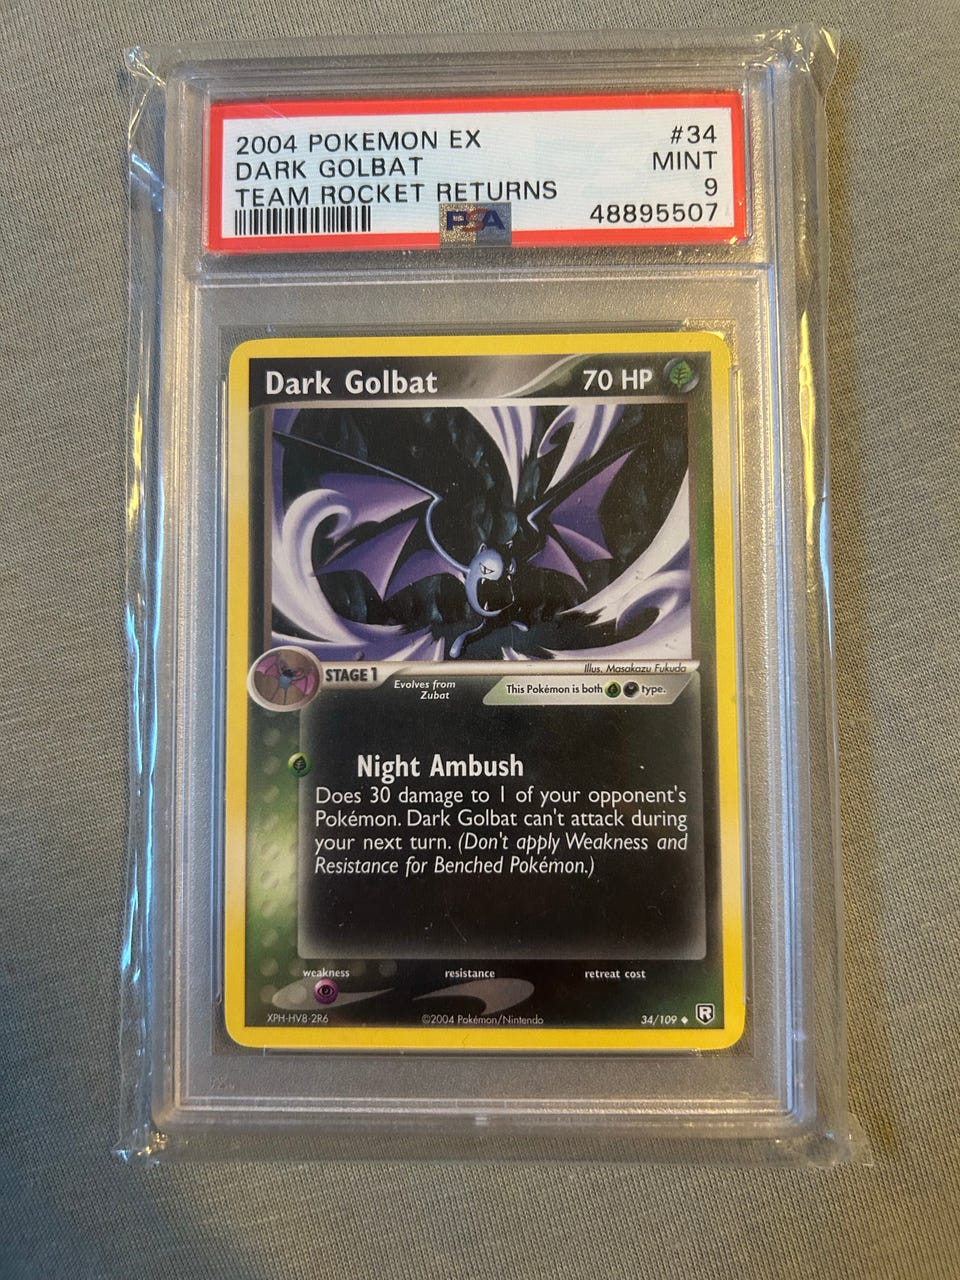 2004 POKEMON EX #34
DARK GOLBAT MINT
TEAM ROCKET RETURNS 9
PSA 48895507
Dark Golbat 70 HP
Illus. Masakazu Fukuda
STAGE 1
Evolves from
Zubat
This Pokémon is both type.
Night Ambush
Does 30 damage to 1 of your opponent's
Pokémon. Dark Golbat can't attack during
your next turn. (Don't apply Weakness and
Resistance for Benched Pokémon.)
weakness resistance retreat cost
XPH-HV8-2R6 ©2004 Pokémon/Nintendo 34/109 ◆ R